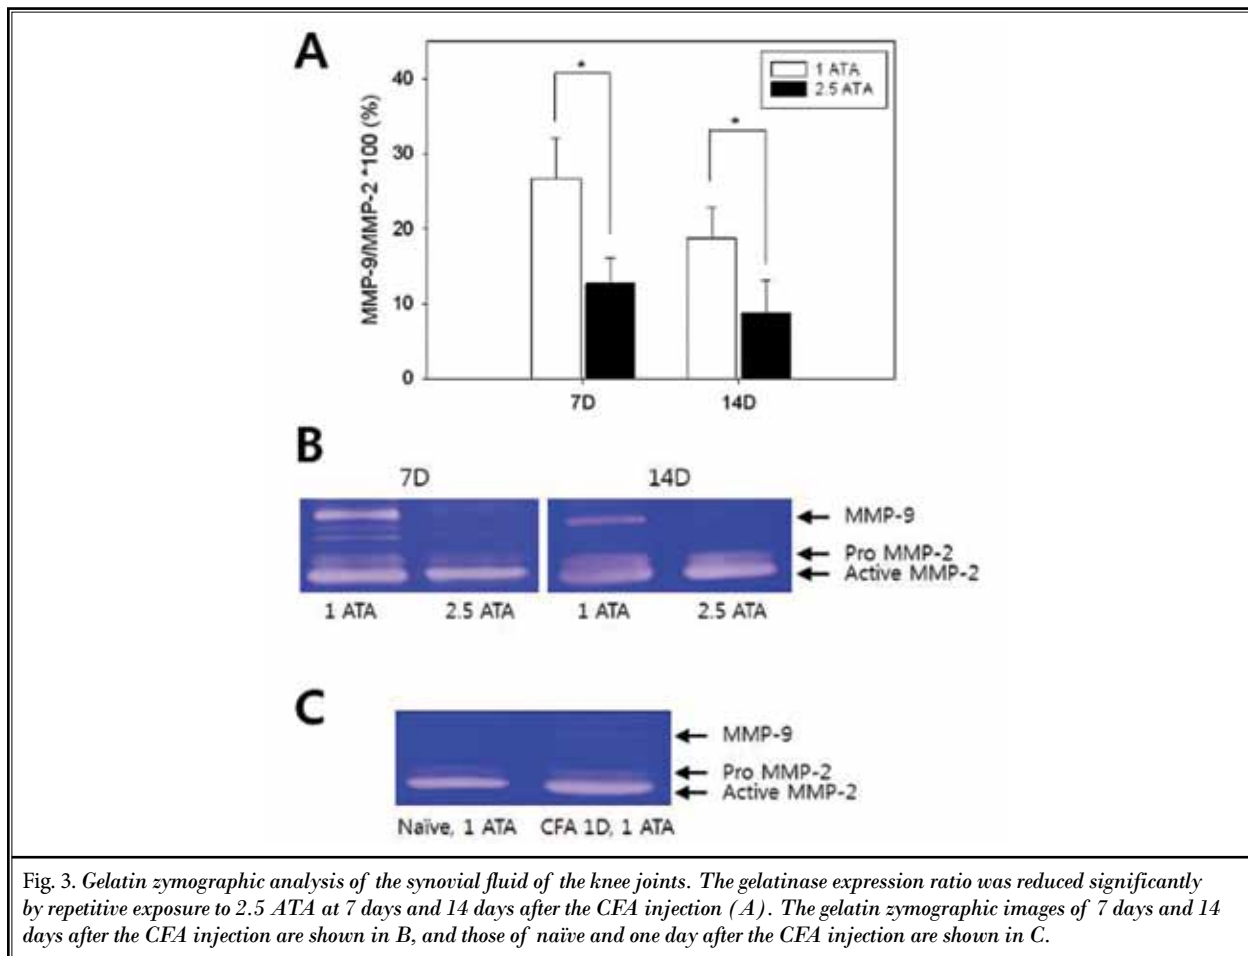 A
MMP-9/MMP-2 *100 (%)
40
30
20
10
0
* *
1 ATA
2.5 ATA
7D 14D
B
7D 14D
MMP-9
Pro MMP-2
Active MMP-2
1 ATA 2.5 ATA 1 ATA 2.5 ATA
C
MMP-9
Pro MMP-2
Active MMP-2
Naïve, 1 ATA CFA 1D, 1 ATA
Fig. 3. Gelatin zymographic analysis of the synovial fluid of the knee joints. The gelatinase expression ratio was reduced significantly
by repetitive exposure to 2.5 ATA at 7 days and 14 days after the CFA injection (A). The gelatin zymographic images of 7 days and 14
days after the CFA injection are shown in B, and those of naïve and one day after the CFA injection are shown in C.